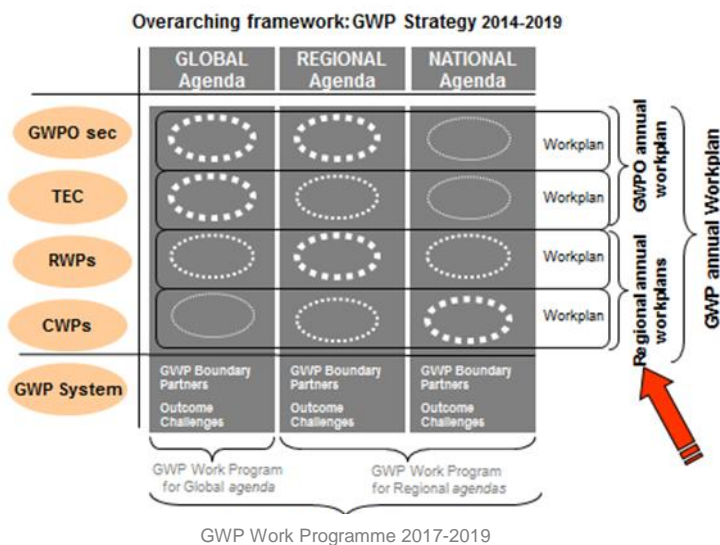 Overarching framework: GWP Strategy 2014-2019
GLOBAL
Agenda
REGIONAL
Agenda
NATIONAL
Agenda
GWPO sec
Workplan
TEC
Workplan
RWPs
Workplan
CWPs
Workplan
GWPO annual
workplan
Regional annual
workplans
GWP annual Workplan
GWP System
GWP Boundary
Partners
Outcome
Challenges
GWP Boundary
Partners
Outcome
Challenges
GWP Boundary
Partners
Outcome
Challenges
GWP Work Program
for Global agenda
GWP Work Program
for Regional agendas
GWP Work Programme 2017-2019